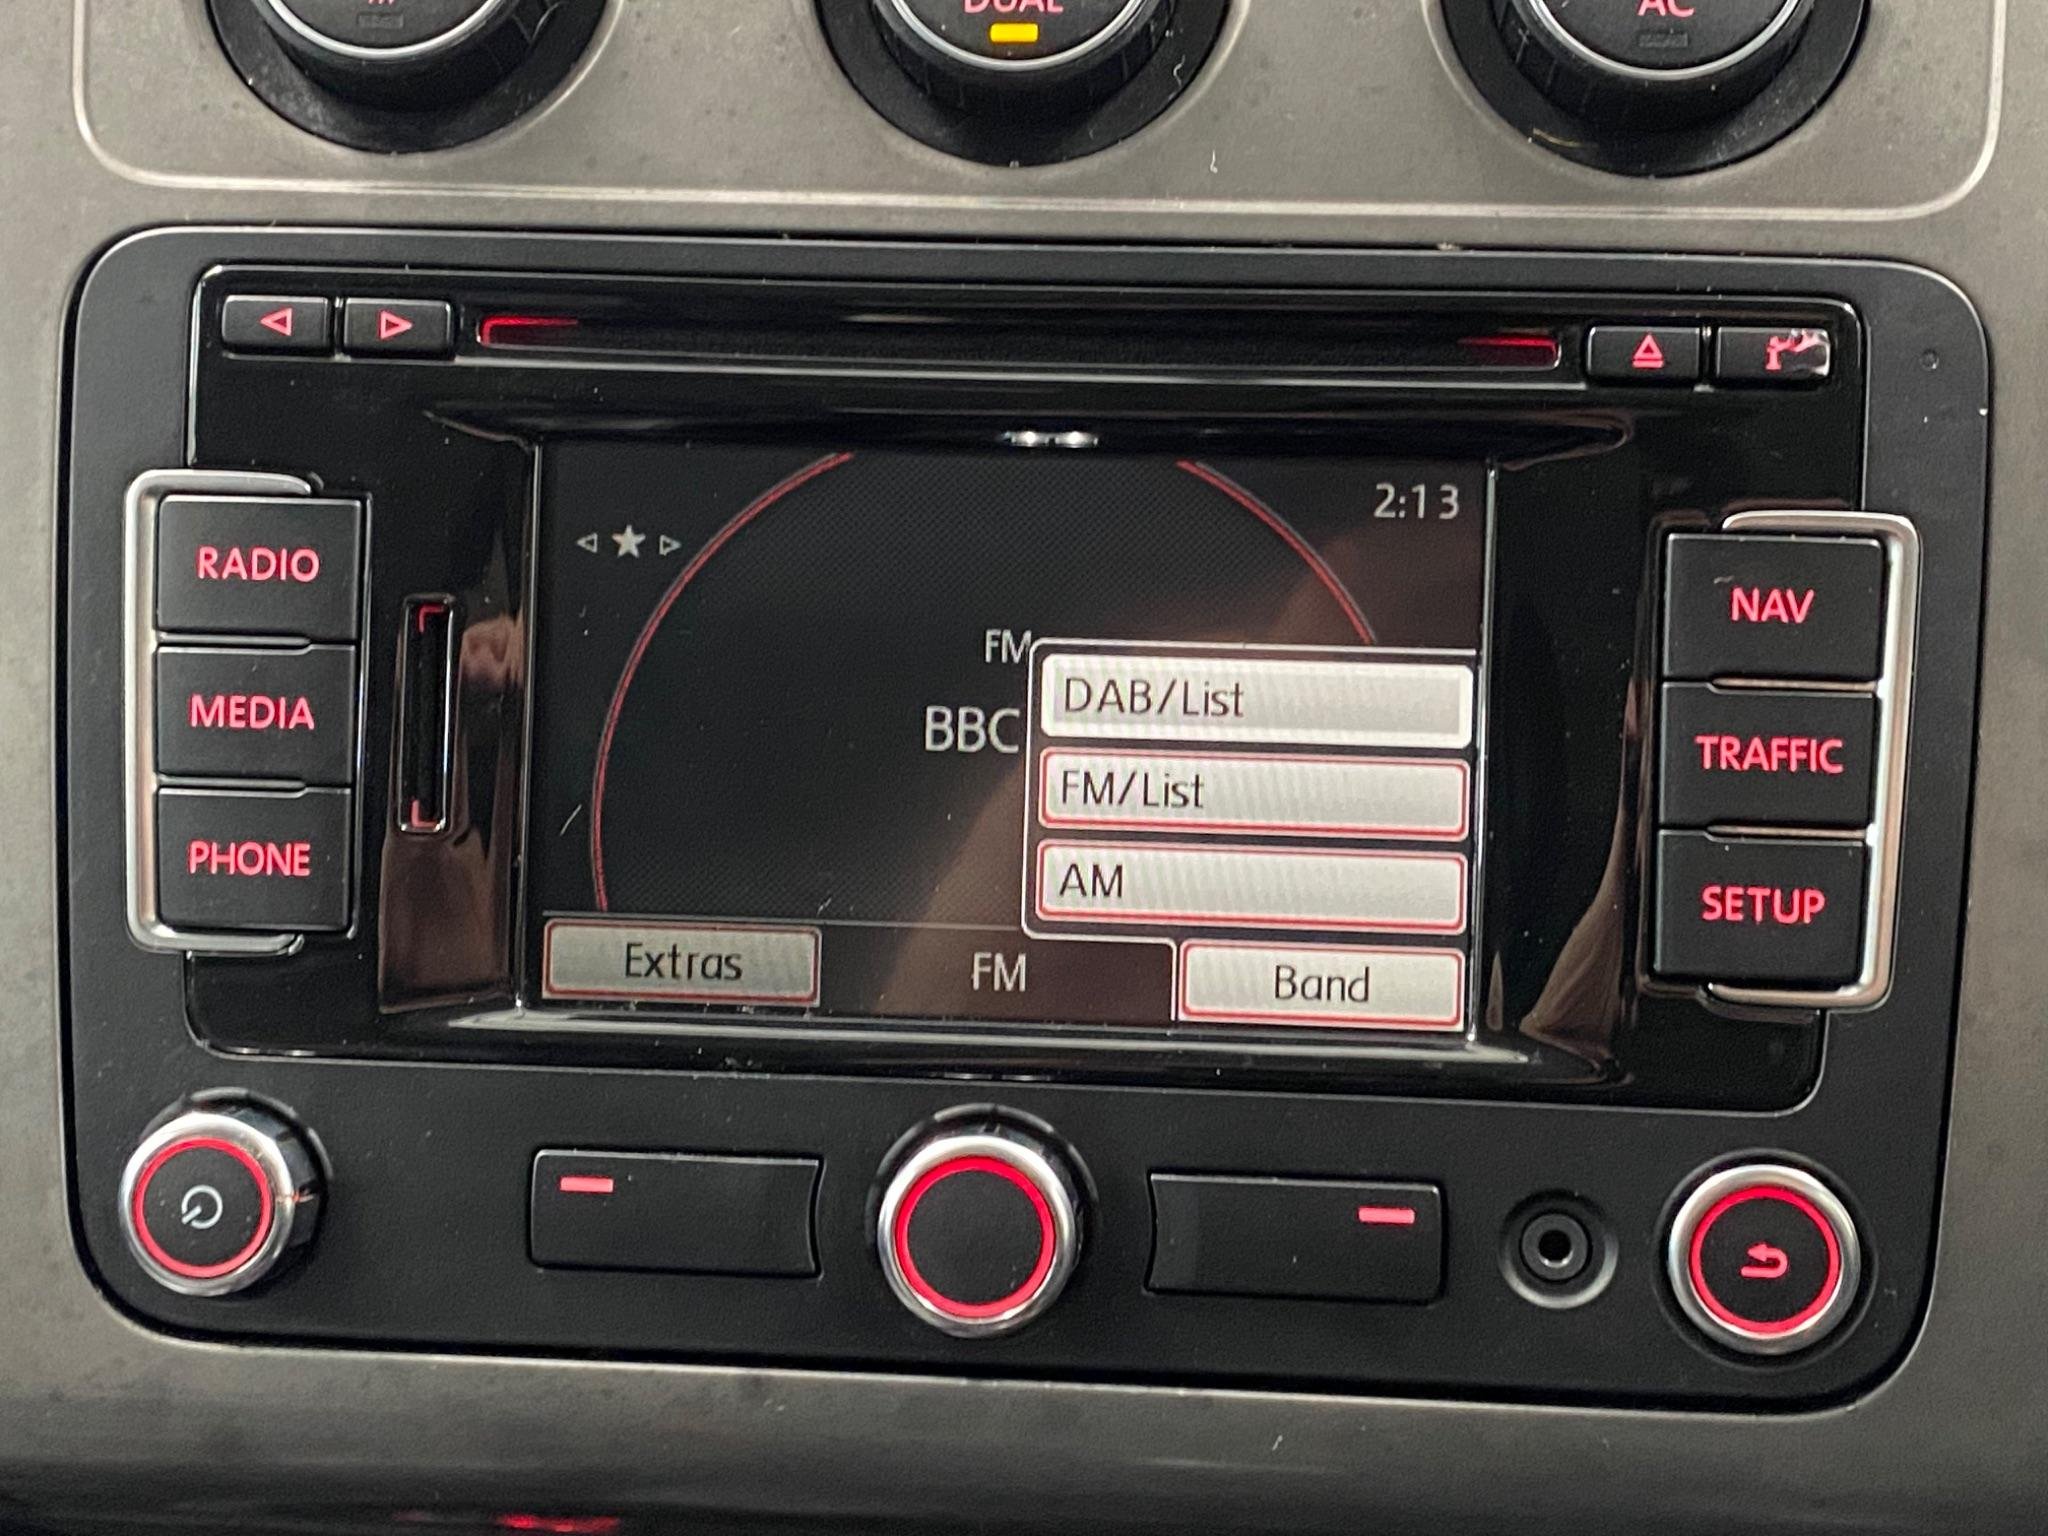 DUAL
AC
2:13
RADIO
NAV
FM
DAB/List
MEDIA
BBC
TRAFFIC
FM/List
PHONE
AM
SETUP
Extras
FM
Band